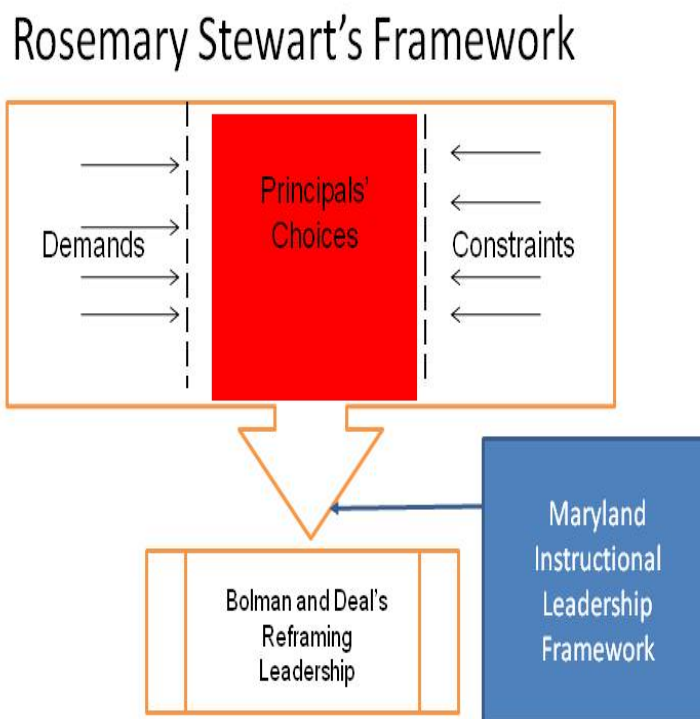 Rosemary Stewart's Framework
Principals'
Choices
Demands
Constraints
Maryland
Instructional
Leadership
Framework
Bolman and Deal's
Reframing
Leadership